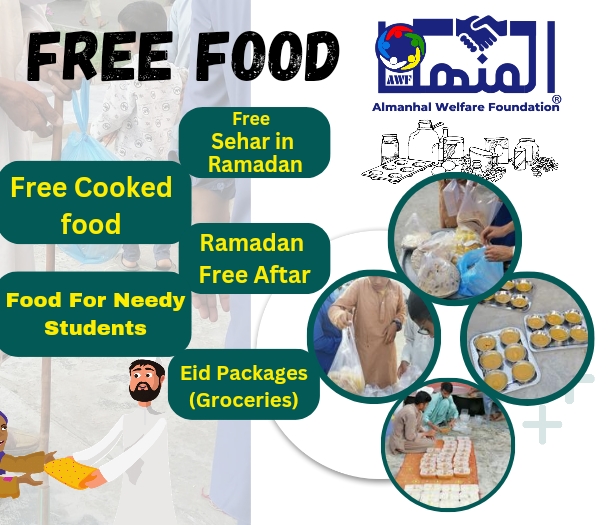 FREE FOOD
المنهل
AWF
®
Almanhal Welfare Foundation
Free
Sehar in
Ramadan
Free Cooked
food
Ramadan
Free Aftar
Food For Needy
Students
Eid Packages
(Groceries)